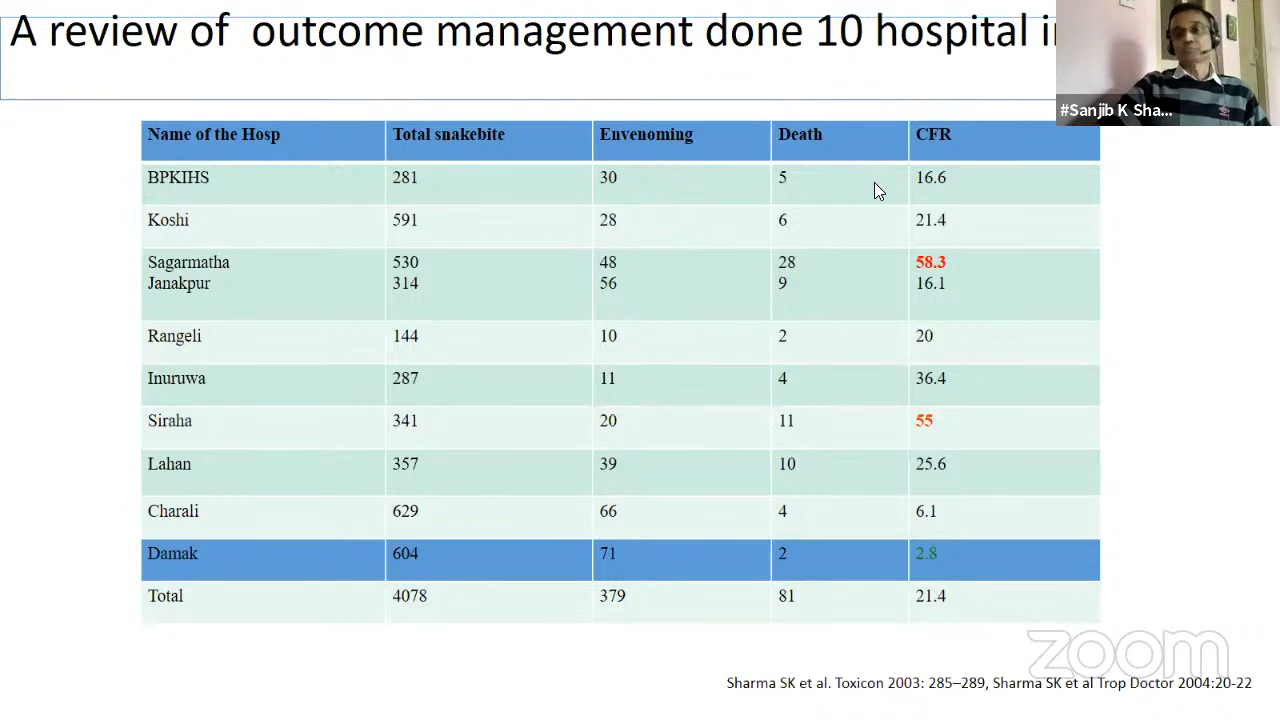 A review of outcome management done 10 hospital in
#Sanjib K Sha...
Name of the Hosp Total snakebite Envenoming Death CFR
BPKIHS 281 30 5 16.6
Koshi 591 28 6 21.4
Sagarmatha 530 48 28 58.3
Janakpur 314 56 9 16.1
Rangeli 144 10 2 20
Inuruwa 287 11 4 36.4
Siraha 341 20 11 55
Lahan 357 39 10 25.6
Charali 629 66 4 6.1
Damak 604 71 2 2.8
Total 4078 379 81 21.4
zoom
Sharma SK et al. Toxicon 2003: 285–289, Sharma SK et al Trop Doctor 2004:20-22